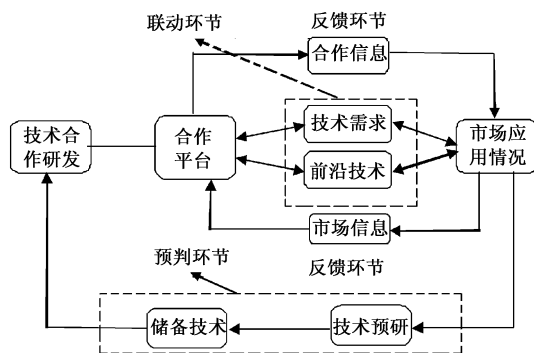 联动环节
反馈环节
合作信息
技术合
作研发
合作
平台
技术需求
前沿技术
市场应
用情况
市场信息
预判环节
反馈环节
储备技术
技术预研